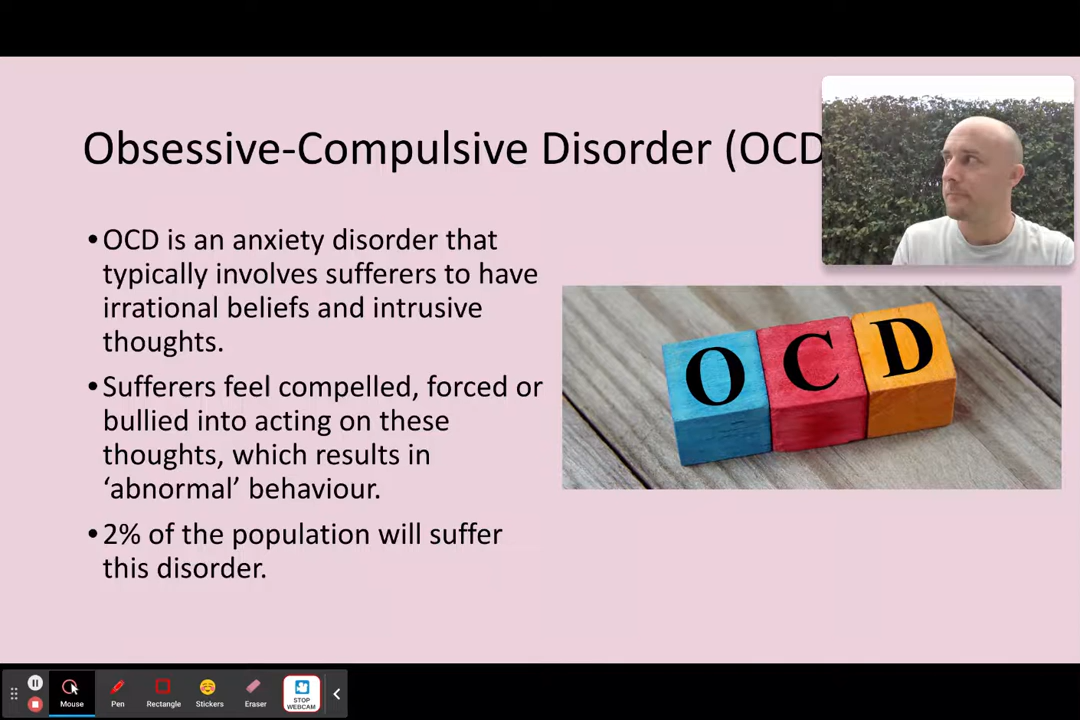 Obsessive-Compulsive Disorder (OCD
•OCD is an anxiety disorder that
typically involves sufferers to have
irrational beliefs and intrusive
thoughts.
•Sufferers feel compelled, forced or
bullied into acting on these
thoughts, which results in
‘abnormal’ behaviour.
•2% of the population will suffer
this disorder.
O C D
Mouse
Pen
Rectangle
Stickers
Eraser
STOP
WEBCAM